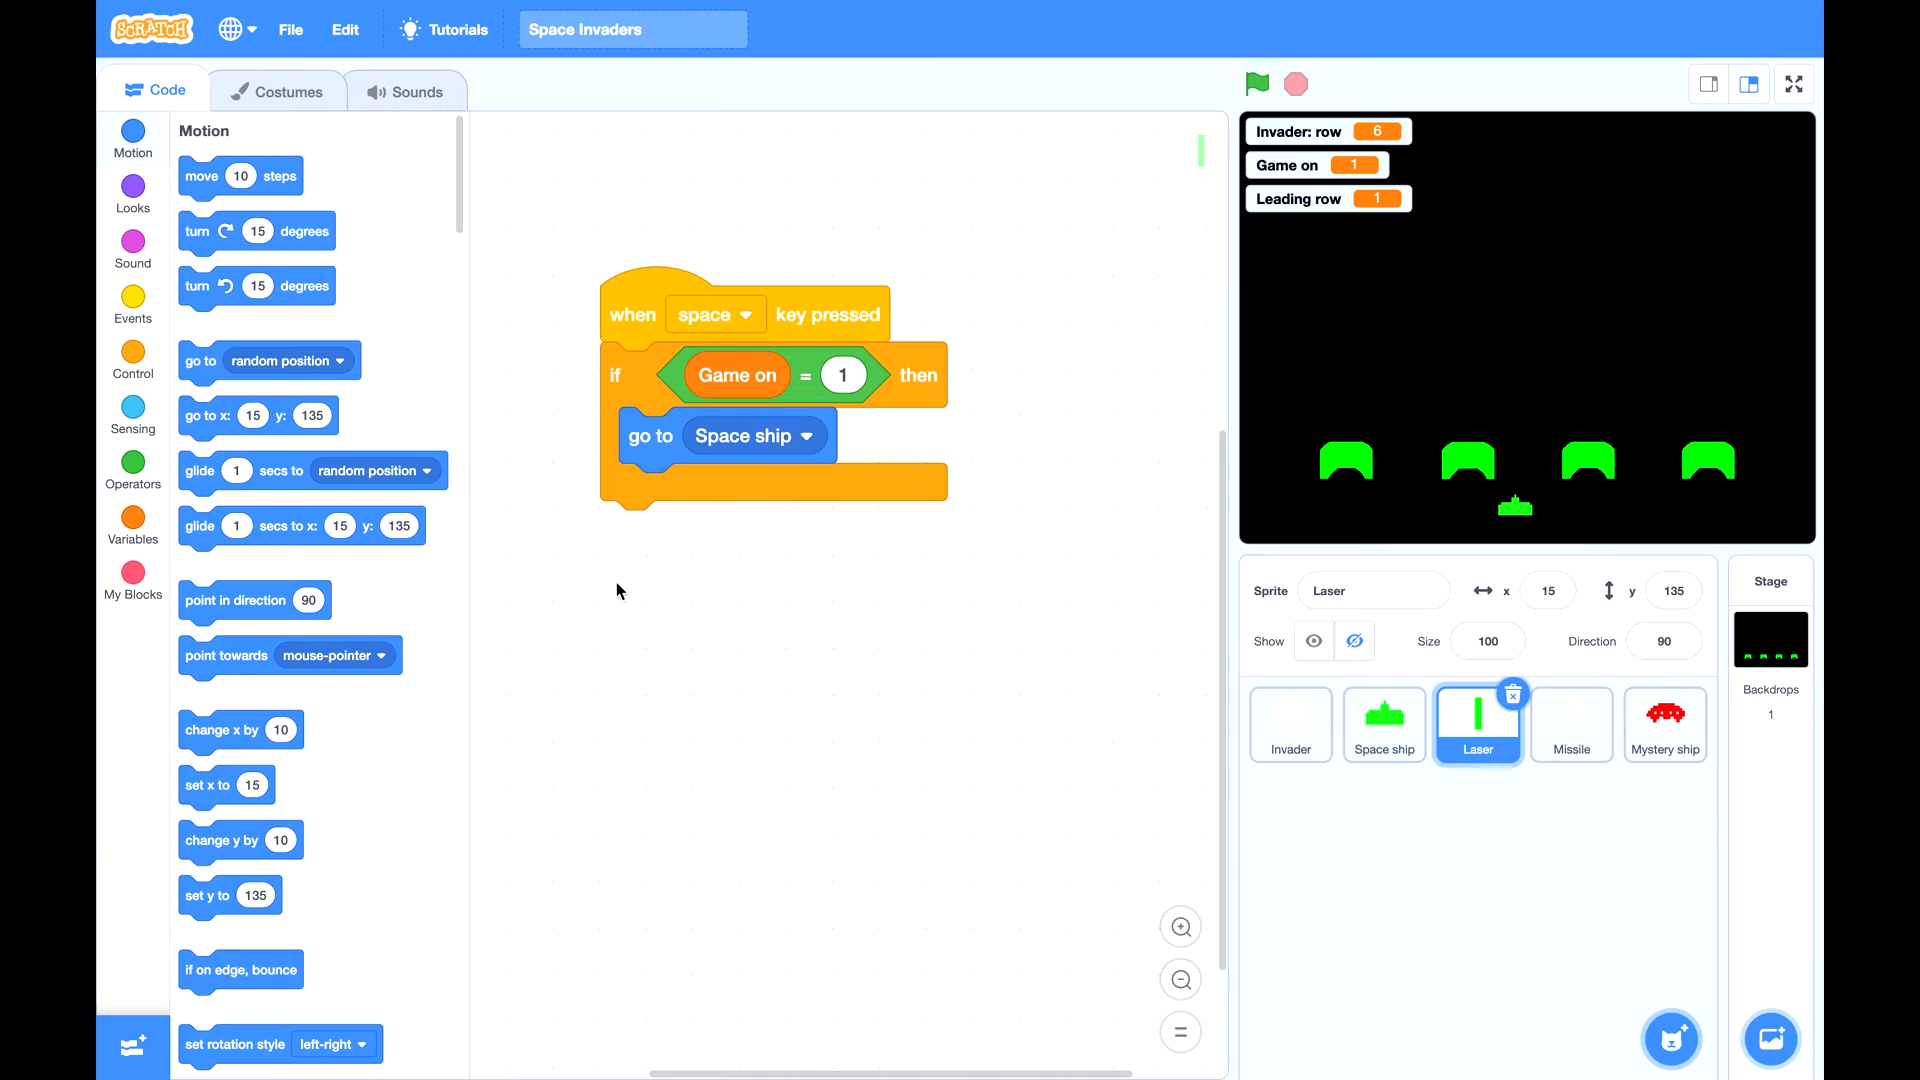 SCRATCH
File
Edit
Tutorials
Space Invaders
Code
Costumes
Sounds
Motion
Looks
Sound
Events
Control
Sensing
Operators
Variables
My Blocks
Motion
move 10 steps
turn 15 degrees
turn 15 degrees
go to random position
go to x: 15 y: 135
glide 1 secs to random position
glide 1 secs to x: 15 y: 135
point in direction 90
point towards mouse-pointer
change x by 10
set x to 15
change y by 10
set y to 135
if on edge, bounce
set rotation style left-right
when space key pressed
if Game on = 1 then
go to Space ship
Invader: row 6
Game on 1
Leading row 1
Sprite Laser x 15 y 135
Show Size 100 Direction 90
Invader
Space ship
Laser
Missile
Mystery ship
Stage
Backdrops
1